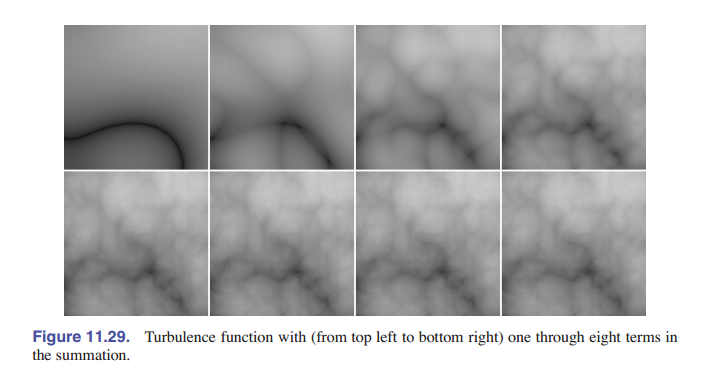 Figure 11.29. Turbulence function with (from top left to bottom right) one through eight terms in
the summation.